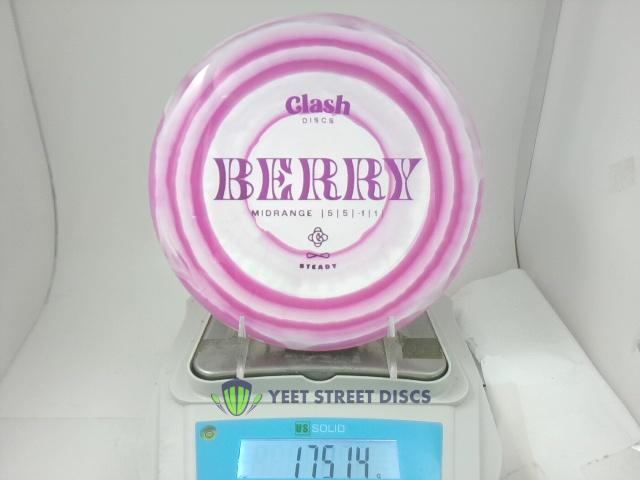 Clash
DISCS
BERRY
MIDRANGE | 5 | 5 | -1 | 1 |
STEADY
YEET STREET DISCS
US SOLID
175.14